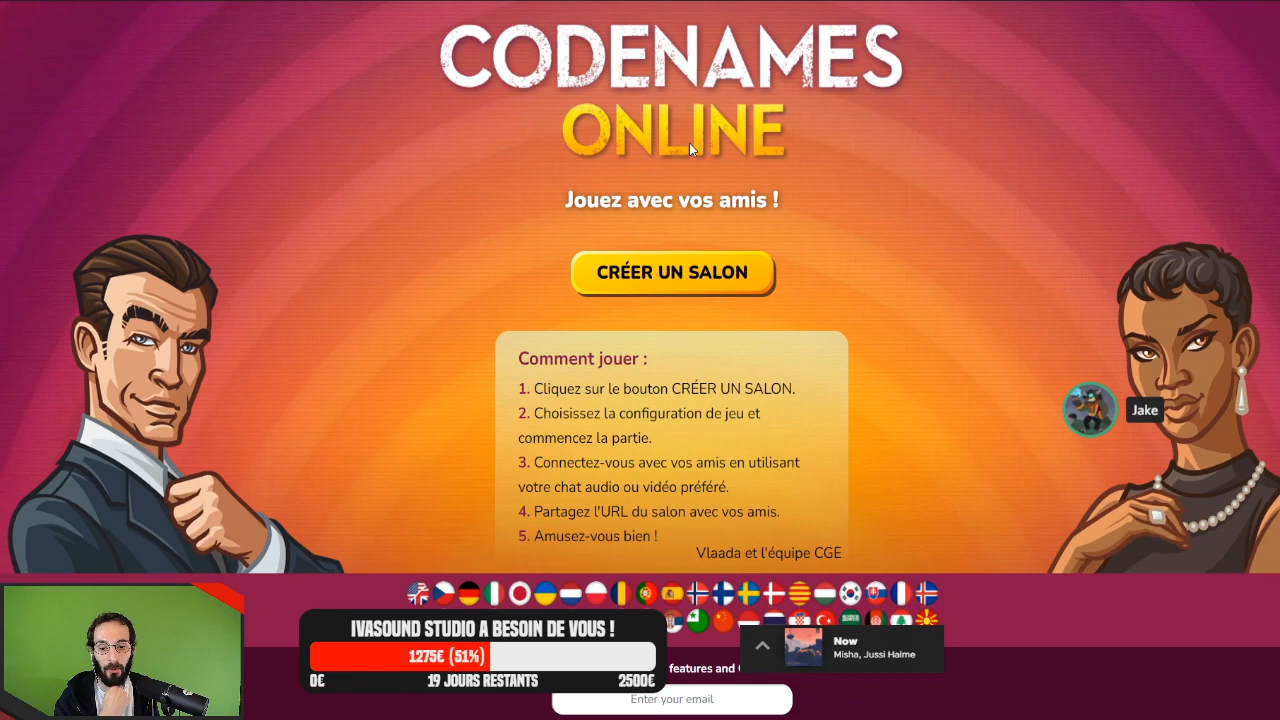 CODENAMES
ONLINE
Jouez avec vos amis !
CRÉER UN SALON
Comment jouer :
1. Cliquez sur le bouton CRÉER UN SALON.
2. Choisissez la configuration de jeu et
commencez la partie.
3. Connectez-vous avec vos amis en utilisant
votre chat audio ou vidéo préféré.
4. Partagez l'URL du salon avec vos amis.
5. Amusez-vous bien !
Vlaada et l'équipe CGE
Jake
IVASOUND STUDIO A BESOIN DE VOUS !
1275€ (51%)
0€ 19 JOURS RESTANTS 2500€
Now
Misha, Jussi Halme
features and
Enter your email